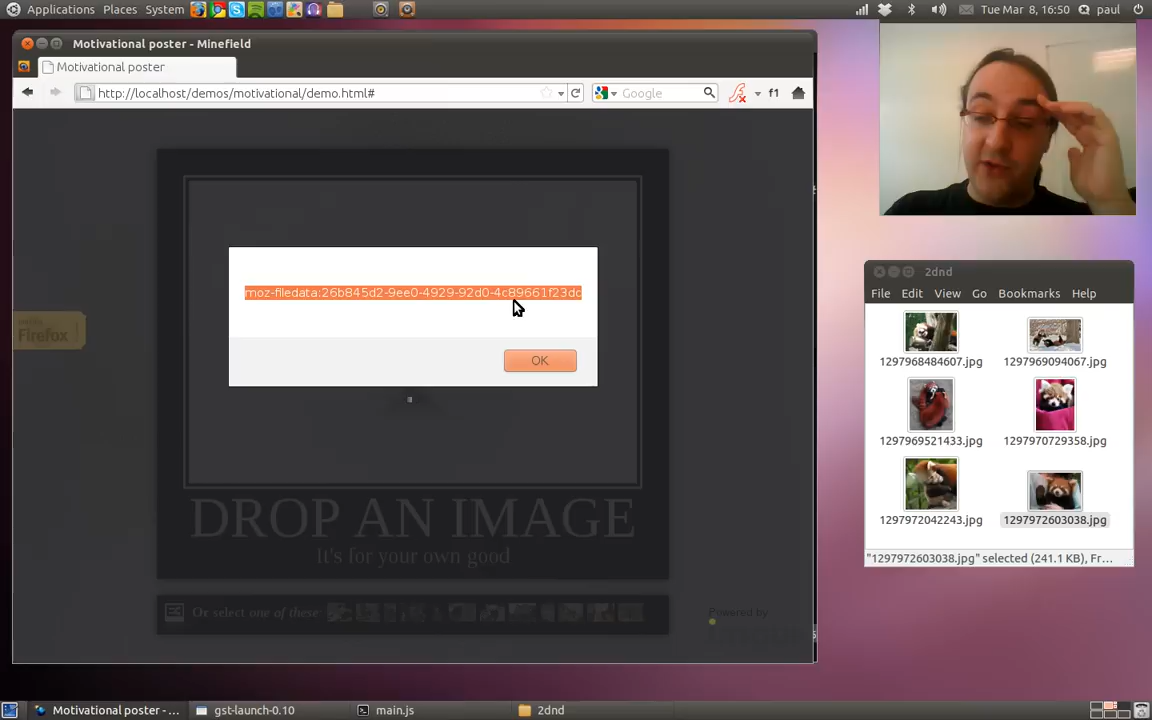 Applications Places System
Tue Mar 8, 16:50 paul
Motivational poster - Minefield
Motivational poster
http://localhost/demos/motivational/demo.html#
Google
f1
moz-filedata:26b845d2-9ee0-4929-92d0-4c89661f23dc
OK
Firefox
DROP AN IMAGE
It's for your own good
Or select one of these
Powered by
2dnd
File Edit View Go Bookmarks Help
1297968484607.jpg 1297969094067.jpg
1297969521433.jpg 1297970729358.jpg
1297972042243.jpg 1297972603038.jpg
"1297972603038.jpg" selected (241.1 KB), Fr...
Motivational poster - ...
gst-launch-0.10
main.js
2dnd